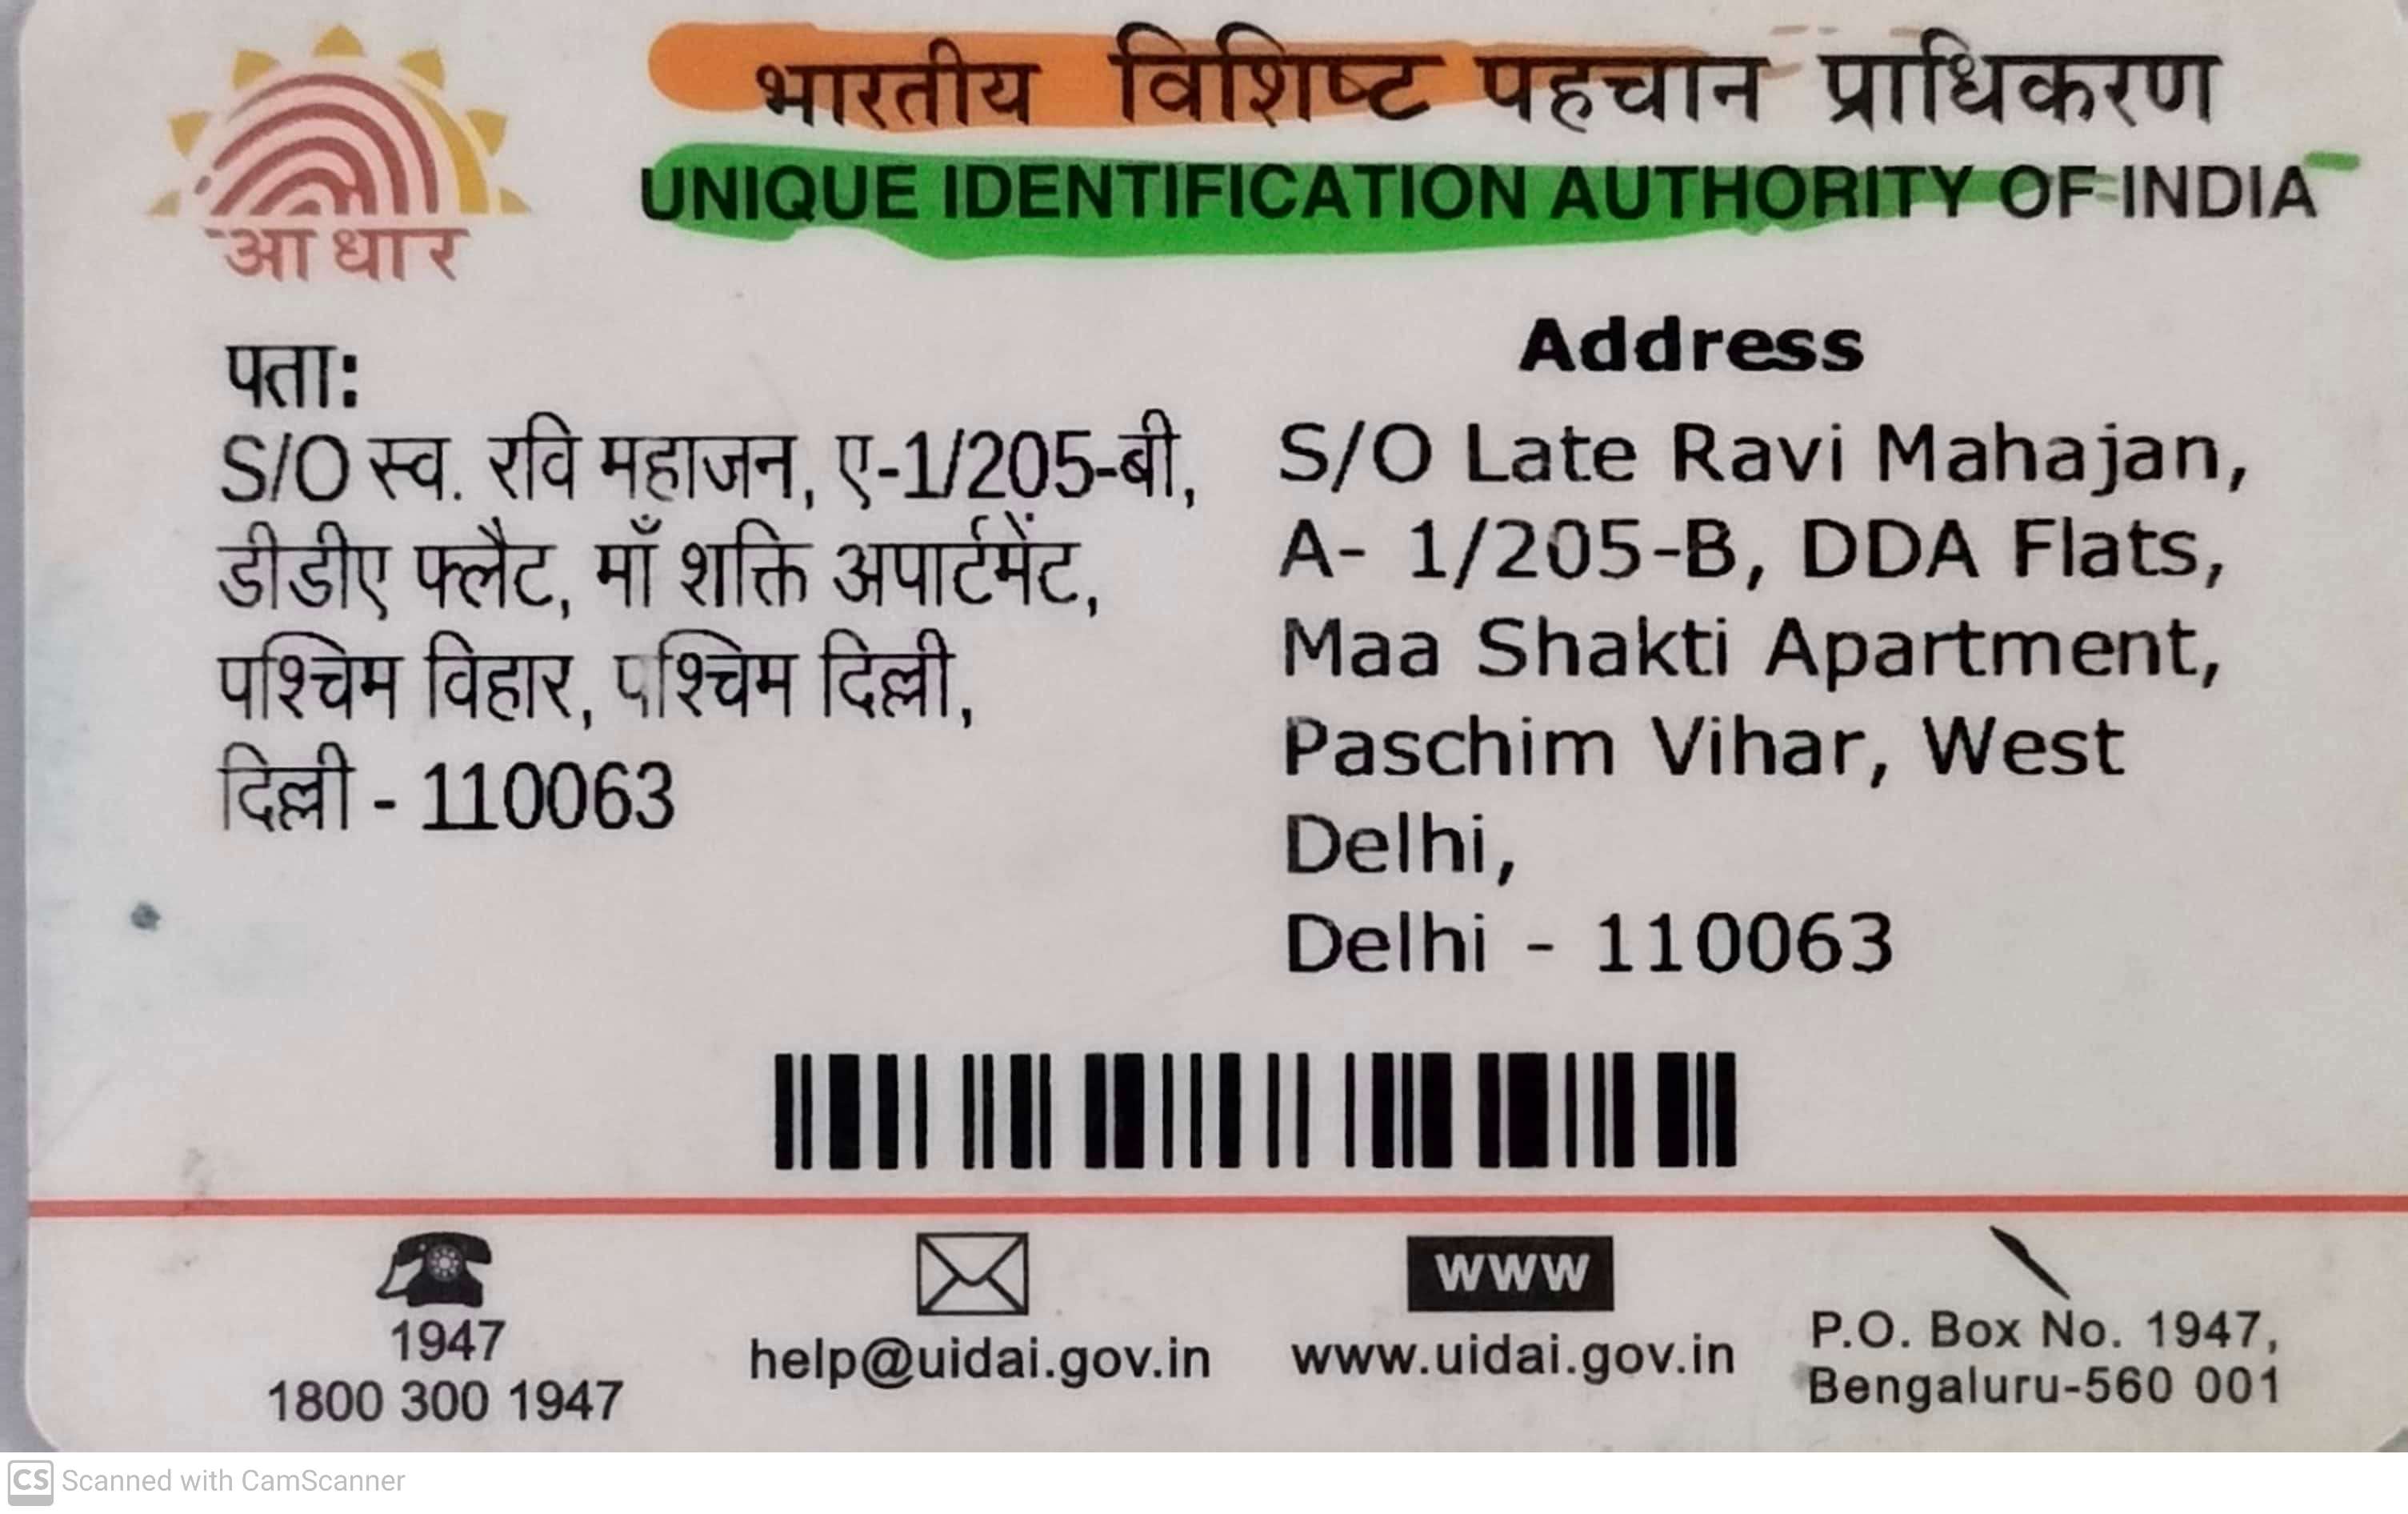 भारतीय विशिष्ट पहचान प्राधिकरण
UNIQUE IDENTIFICATION AUTHORITY OF INDIA
आधार
पता:
S/O स्व. रवि महाजन, ए-1/205-बी,
डीडीए फ्लैट, माँ शक्ति अपार्टमेंट,
पश्चिम विहार, पश्चिम दिल्ली,
दिल्ली - 110063
Address
S/O Late Ravi Mahajan,
A- 1/205-B, DDA Flats,
Maa Shakti Apartment,
Paschim Vihar, West
Delhi,
Delhi - 110063
1947
1800 300 1947
help@uidai.gov.in
www
www.uidai.gov.in
P.O. Box No. 1947,
Bengaluru-560 001
CS Scanned with CamScanner